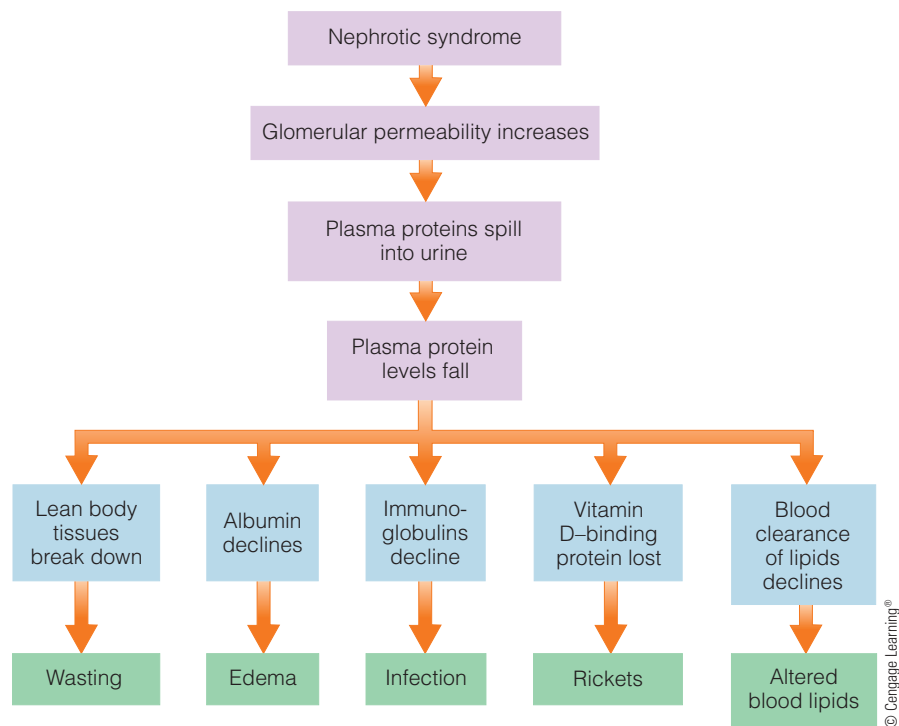 Nephrotic syndrome
Glomerular permeability increases
Plasma proteins spill
into urine
Plasma protein
levels fall
Lean body
tissues
break down
Albumin
declines
Immuno-
globulins
decline
Vitamin
D–binding
protein lost
Blood
clearance
of lipids
declines
Wasting
Edema
Infection
Rickets
Altered
blood lipids
© Cengage Learning®